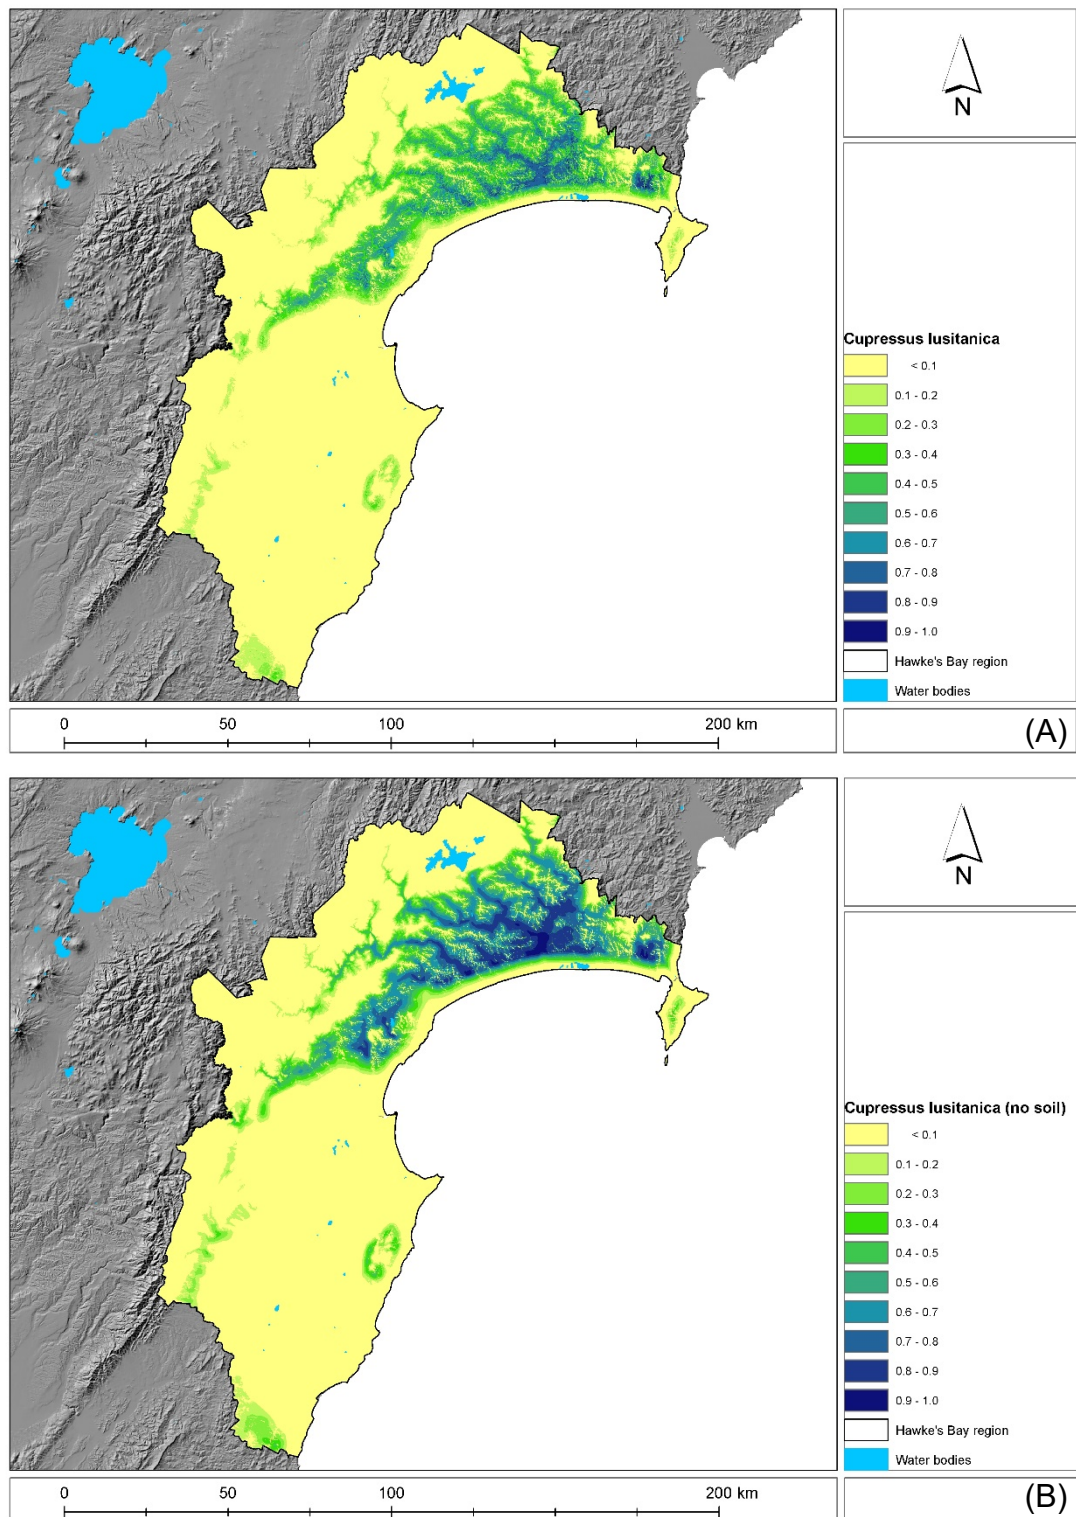 N
Cupressus lusitanica
< 0.1
0.1 - 0.2
0.2 - 0.3
0.3 - 0.4
0.4 - 0.5
0.5 - 0.6
0.6 - 0.7
0.7 - 0.8
0.8 - 0.9
0.9 - 1.0
Hawke's Bay region
Water bodies
0 50 100 200 km
(A)
N
Cupressus lusitanica (no soil)
< 0.1
0.1 - 0.2
0.2 - 0.3
0.3 - 0.4
0.4 - 0.5
0.5 - 0.6
0.6 - 0.7
0.7 - 0.8
0.8 - 0.9
0.9 - 1.0
Hawke's Bay region
Water bodies
0 50 100 200 km
(B)